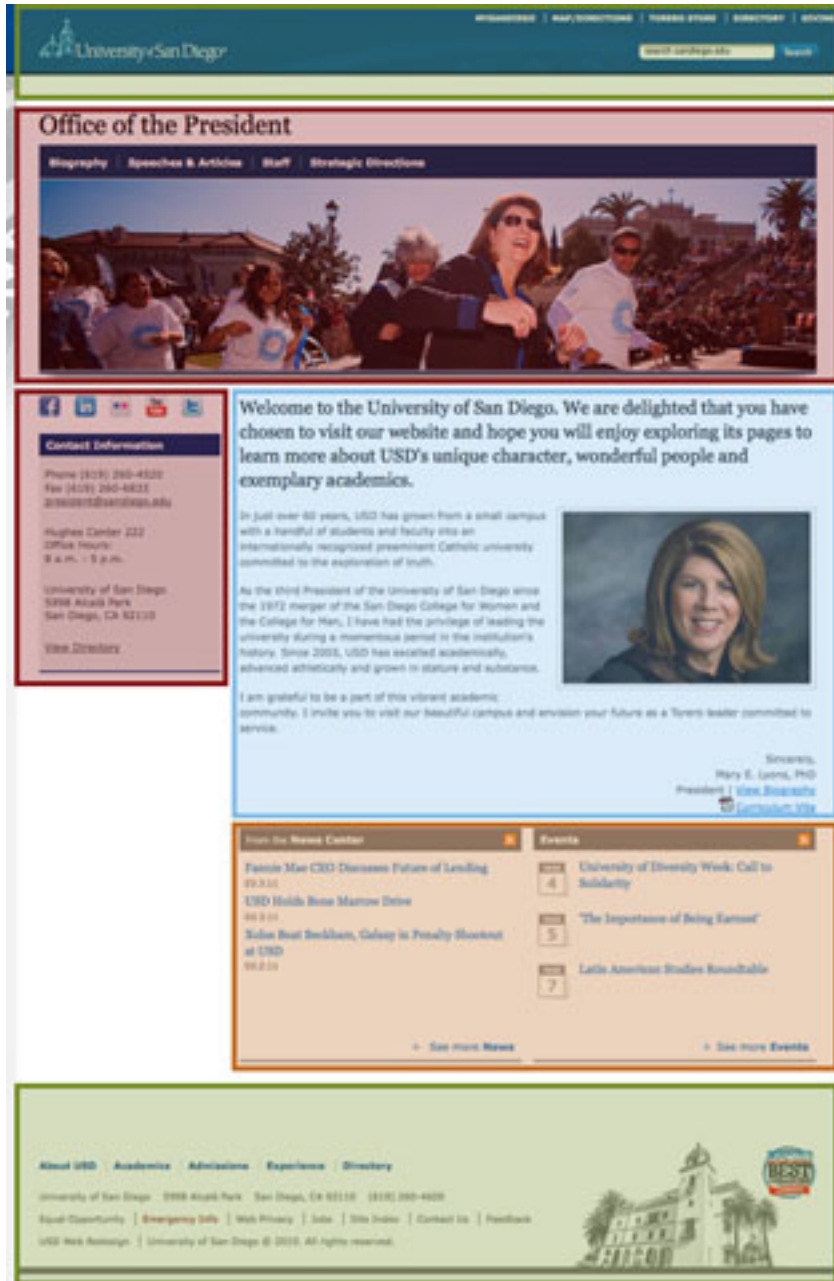 MYSANDIEGO | MAP/DIRECTIONS | TORERO STORE | DIRECTORY | GIVING
University of San Diego
search sandiego.edu Search
Office of the President
Biography | Speeches & Articles | Staff | Strategic Directions
Contact Information
Phone (619) 260-4520
Fax (619) 260-6833
president@sandiego.edu
Hughes Center 222
Office Hours:
8 a.m. - 5 p.m.
University of San Diego
5998 Alcalá Park
San Diego, CA 92110
View Directory
Welcome to the University of San Diego. We are delighted that you have
chosen to visit our website and hope you will enjoy exploring its pages to
learn more about USD's unique character, wonderful people and
exemplary academics.
In just over 60 years, USD has grown from a small campus
with a handful of students and faculty into an
internationally recognized preeminent Catholic university
committed to the exploration of truth.
As the third President of the University of San Diego since
the 1972 merger of the San Diego College for Women and
the College for Men, I have had the privilege of leading the
university during a momentous period in the institution's
history. Since 2003, USD has excelled academically,
advanced athletically and grown in stature and substance.
I am grateful to be a part of this vibrant academic
community. I invite you to visit our beautiful campus and envision your future as a Torero leader committed to
service.
Sincerely,
Mary E. Lyons, PhD
President | View Biography
Curriculum Vita
From the News Center
Fannie Mae CEO Discusses Future of Lending
USD Holds Bone Marrow Drive
Xolos Beat Beckham, Galaxy in Penalty Shootout
at USD
See more News
Events
4 University of Diversity Week: Call to
Solidarity
5 'The Importance of Being Earnest'
7 Latin American Studies Roundtable
See more Events
About USD | Academics | Admissions | Experience | Directory
University of San Diego 5998 Alcalá Park San Diego, CA 92110 (619) 260-4600
Equal Opportunity | Emergency Info | Web Privacy | Jobs | Site Index | Contact Us | Feedback
USD Web Redesign | University of San Diego © 2010. All rights reserved.
BEST